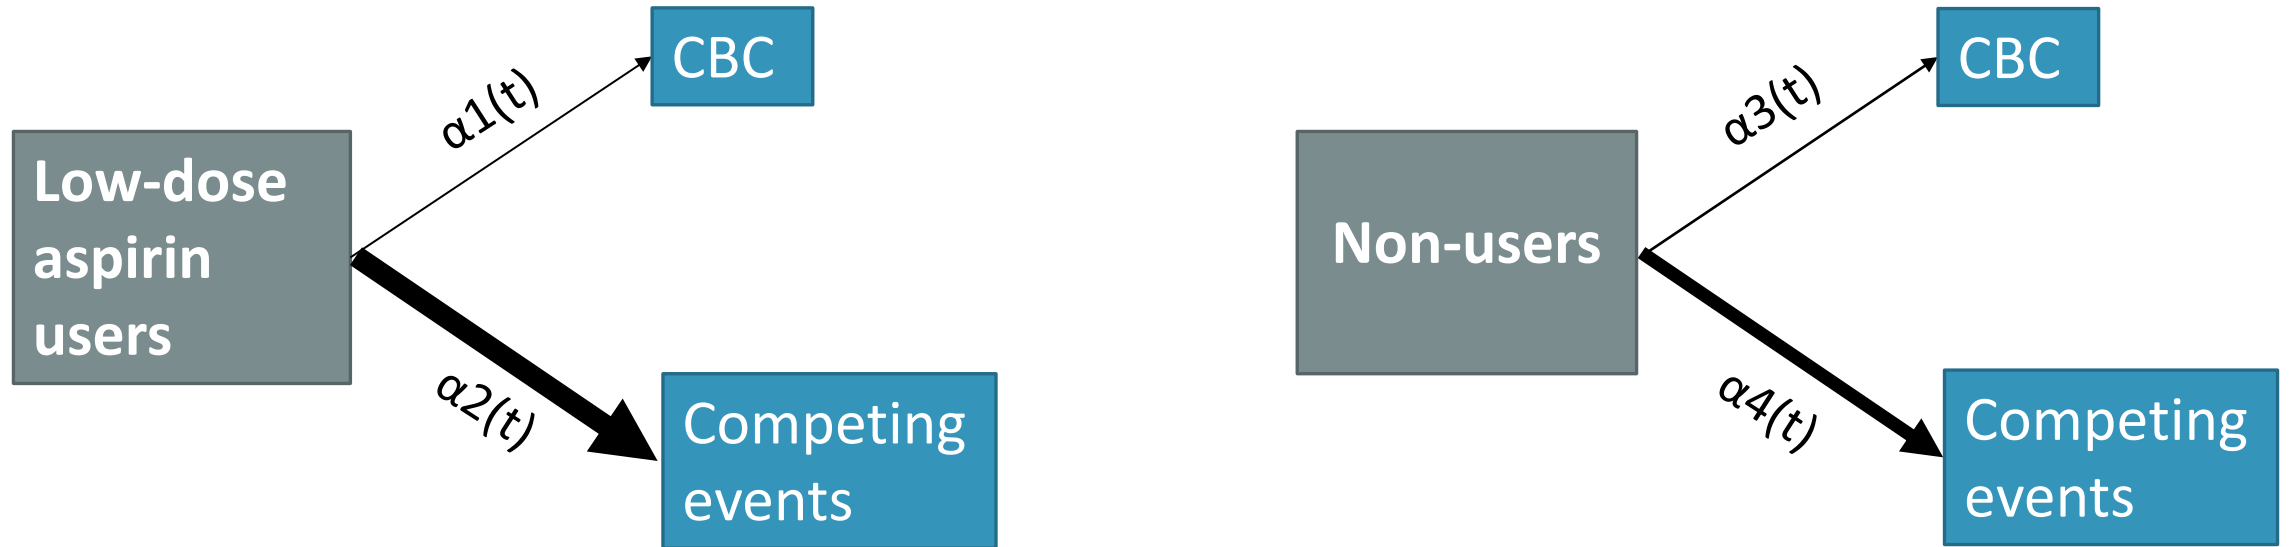 CBC
α1(t)
Low-dose
aspirin
users
α2(t)
Competing
events
CBC
α3(t)
Non-users
α4(t)
Competing
events